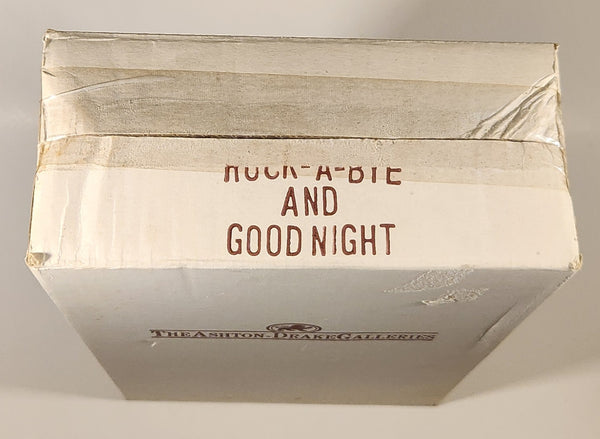 ROCK-A-BYE
AND
GOOD NIGHT
THE ASHTON-DRAKE GALLERIES